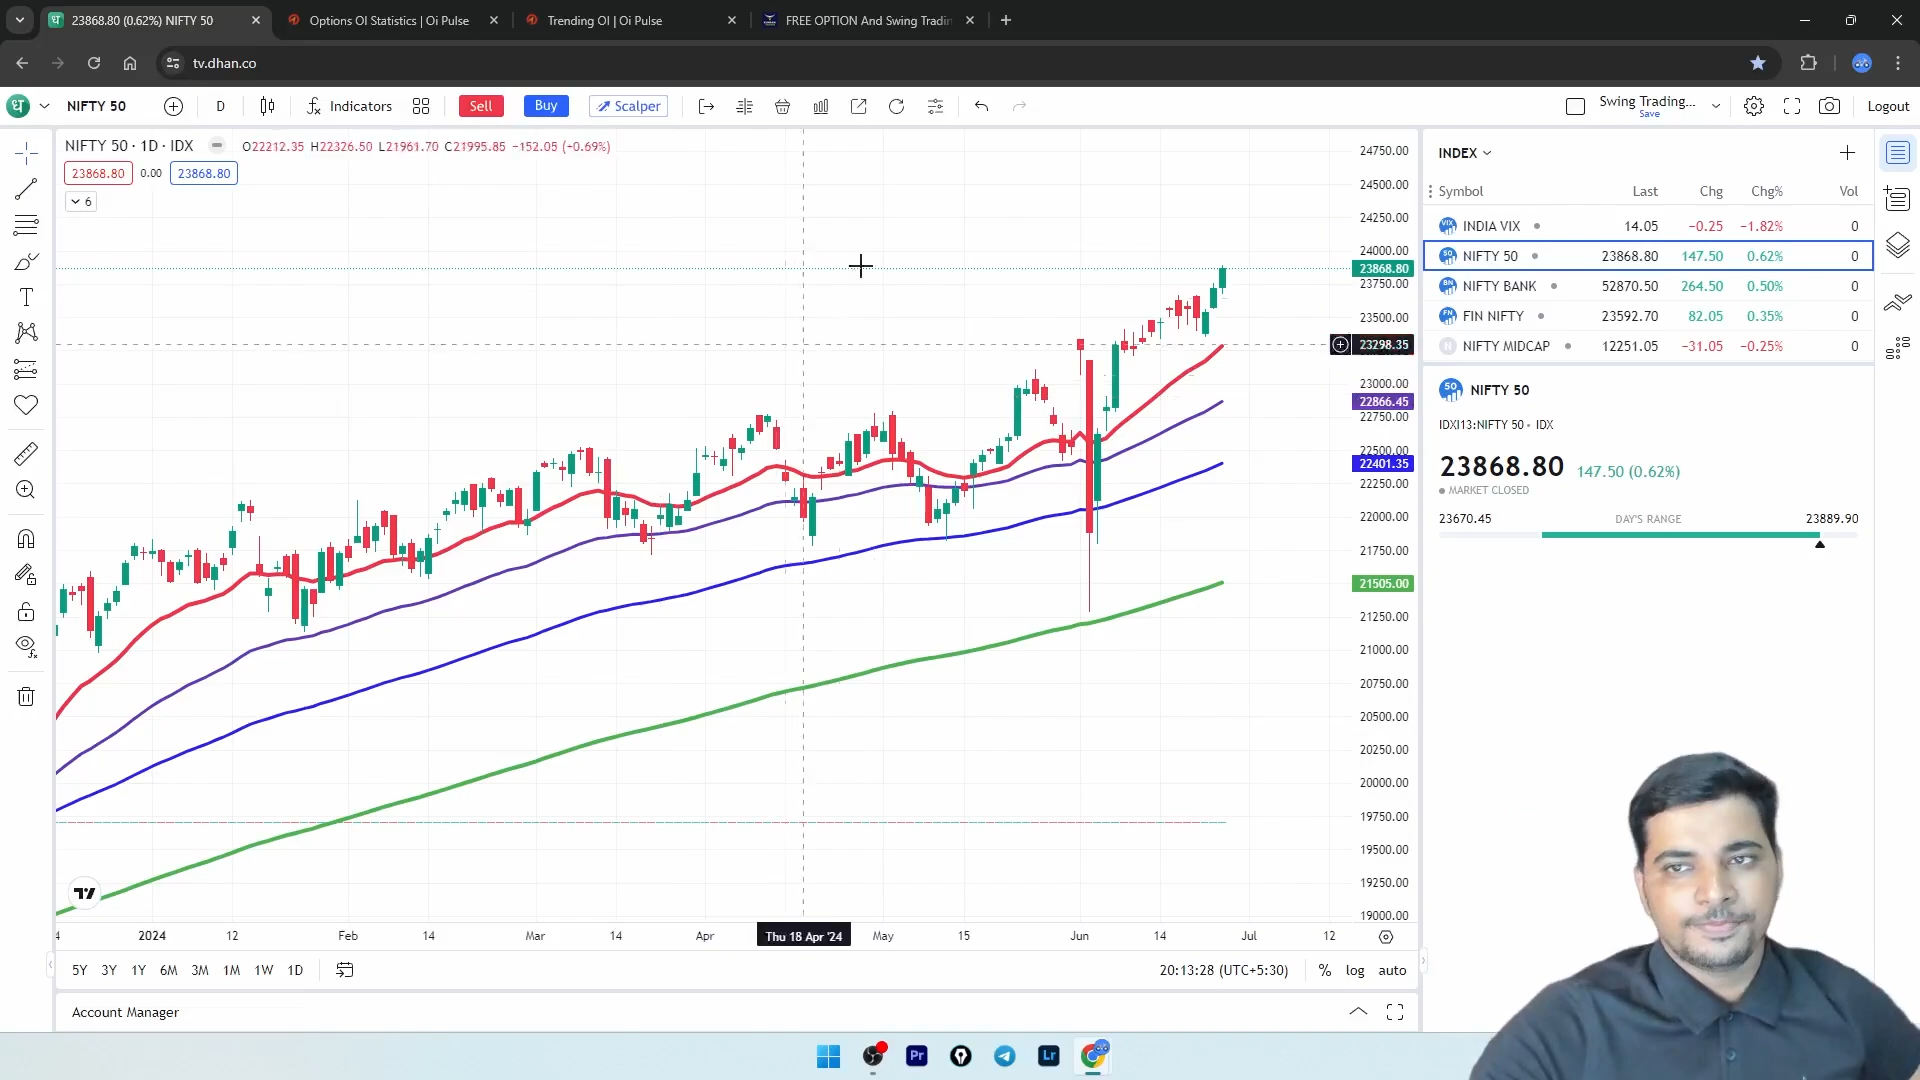 23868.80 (0.62%) NIFTY 50
Options OI Statistics | Oi Pulse
Trending OI | Oi Pulse
FREE OPTION And Swing Tradin
tv.dhan.co
NIFTY 50
D
Indicators
Sell
Buy
Scalper
Swing Trading...
Save
Logout
NIFTY 50 · 1D · IDX
O22212.35 H22326.50 L21961.70 C21995.85 −152.05 (+0.69%)
23868.80
0.00
23868.80
6
24750.00
24500.00
24250.00
24000.00
23868.80
23750.00
23500.00
23298.35
23000.00
22866.45
22750.00
22500.00
22401.35
22250.00
22000.00
21750.00
21505.00
21250.00
21000.00
20750.00
20500.00
20250.00
20000.00
19750.00
19500.00
19250.00
19000.00
2024
12
Feb
14
Mar
14
Apr
Thu 18 Apr '24
May
15
Jun
14
Jul
12
5Y 3Y 1Y 6M 3M 1M 1W 1D
20:13:28 (UTC+5:30)
%
log
auto
Account Manager
INDEX
Symbol Last Chg Chg% Vol
INDIA VIX 14.05 −0.25 −1.82% 0
NIFTY 50 23868.80 147.50 0.62% 0
NIFTY BANK 52870.50 264.50 0.50% 0
FIN NIFTY 23592.70 82.05 0.35% 0
NIFTY MIDCAP 12251.05 −31.05 −0.25% 0
50 NIFTY 50
IDXI13:NIFTY 50 • IDX
23868.80 147.50 (0.62%)
MARKET CLOSED
23670.45 DAY'S RANGE 23889.90
Pr
Lr